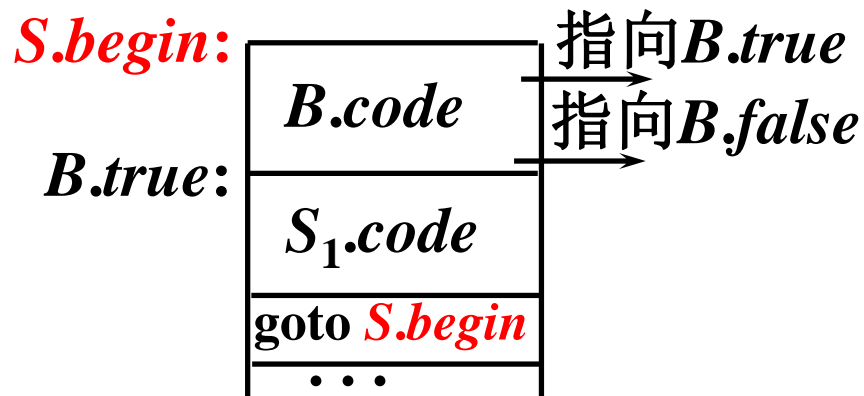 S.begin:
指向B.true
B.code
指向B.false
B.true:
S₁.code
goto S.begin
...